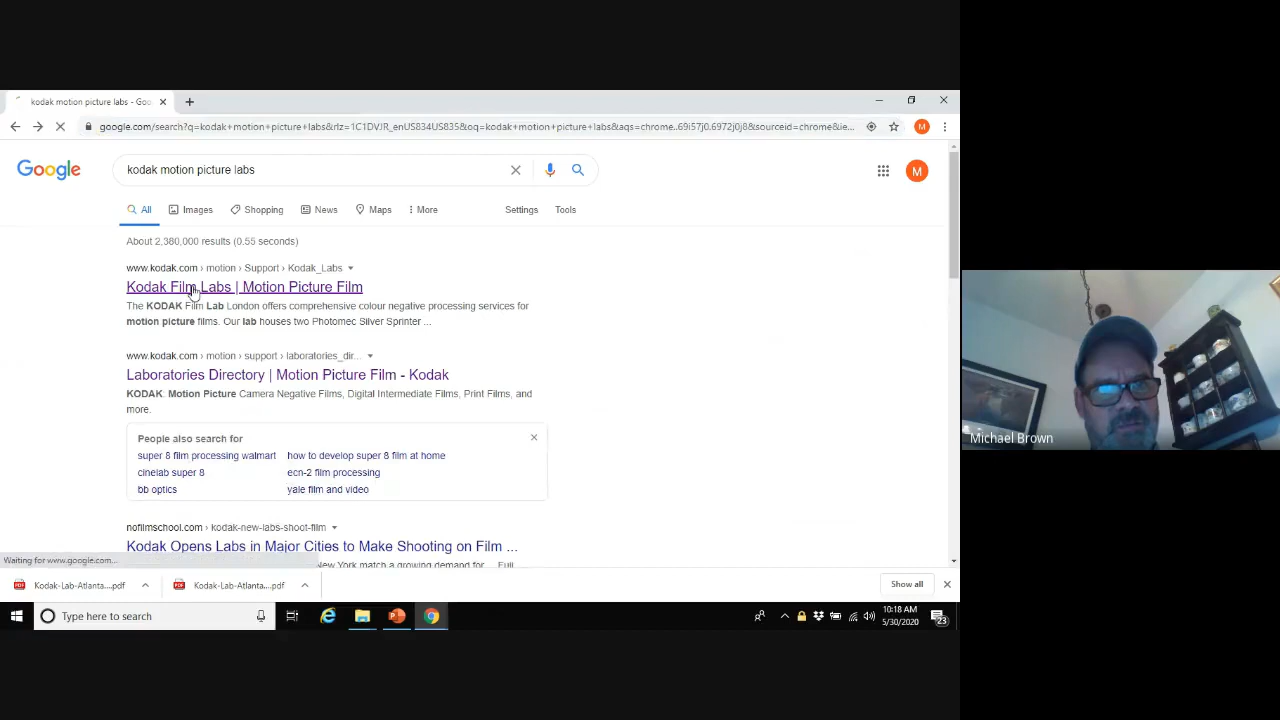 kodak motion picture labs - Goo
google.com/search?q=kodak+motion+picture+labs&rlz=1C1DVJR_enUS834US835&oq=kodak+motion+picture+labs&aqs=chrome..69i57j0.6972j0j8&sourceid=chrome&ie...
M
Google
kodak motion picture labs
M
All Images Shopping News Maps More Settings Tools
About 2,380,000 results (0.55 seconds)
www.kodak.com › motion › Support › Kodak_Labs
Kodak Film Labs | Motion Picture Film
The KODAK Film Lab London offers comprehensive colour negative processing services for
motion picture films. Our lab houses two Photomec Silver Sprinter ...
www.kodak.com › motion › support › laboratories_dir...
Laboratories Directory | Motion Picture Film - Kodak
KODAK. Motion Picture Camera Negative Films, Digital Intermediate Films, Print Films, and
more.
People also search for
super 8 film processing walmart how to develop super 8 film at home
cinelab super 8 ecn-2 film processing
bb optics yale film and video
nofilmschool.com › kodak-new-labs-shoot-film
Kodak Opens Labs in Major Cities to Make Shooting on Film ...
New York match a growing demand for ... Full
Waiting for www.google.com...
Kodak-Lab-Atlanta....pdf Kodak-Lab-Atlanta....pdf Show all
Type here to search
10:18 AM
5/30/2020
23
Michael Brown